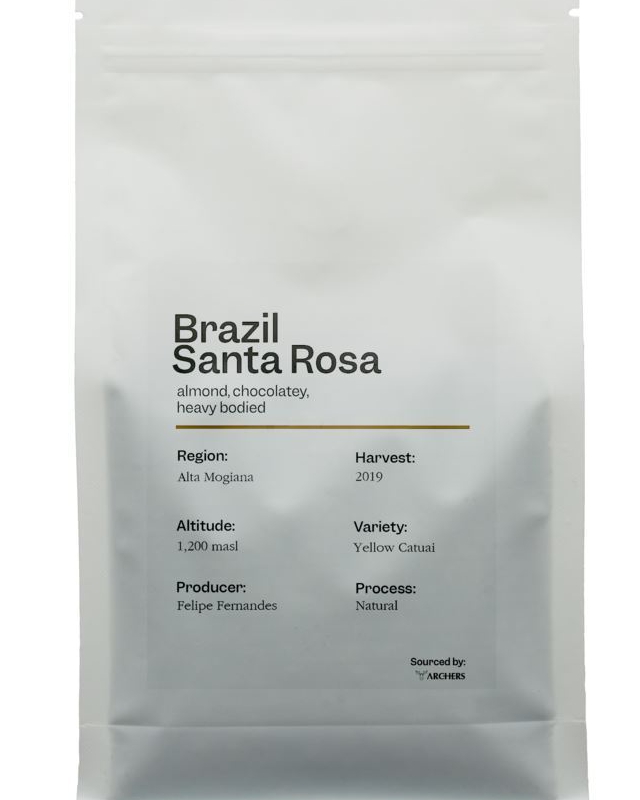 Brazil
Santa Rosa
almond, chocolatey,
heavy bodied
Region:
Alta Mogiana
Harvest:
2019
Altitude:
1,200 masl
Variety:
Yellow Catuai
Producer:
Felipe Fernandes
Process:
Natural
Sourced by:
ARCHERS